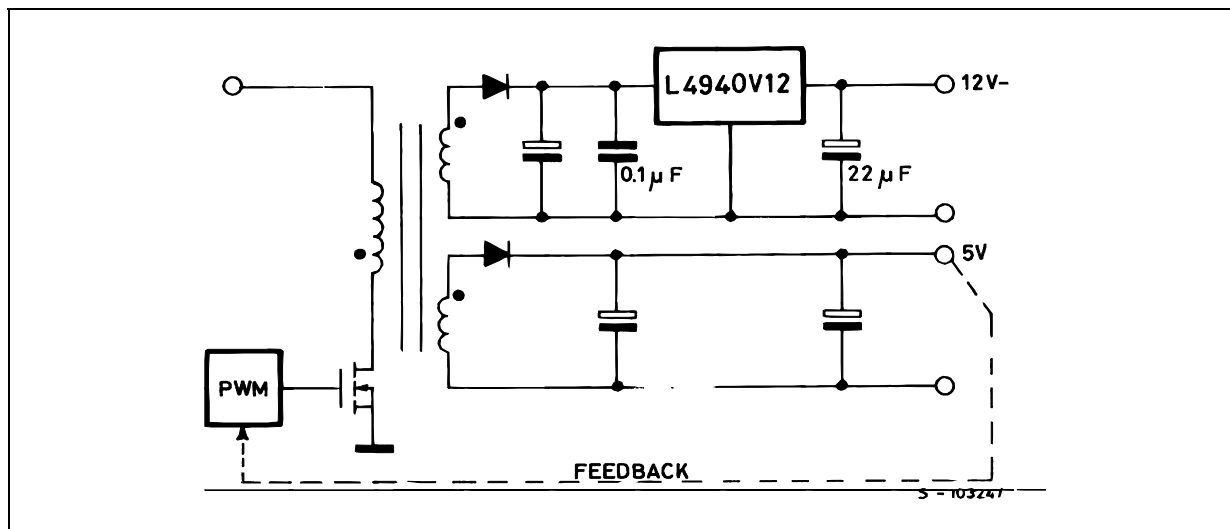 L4940V12
12V-
0.1µF
22µF
5V
PWM
FEEDBACK
S - 103247